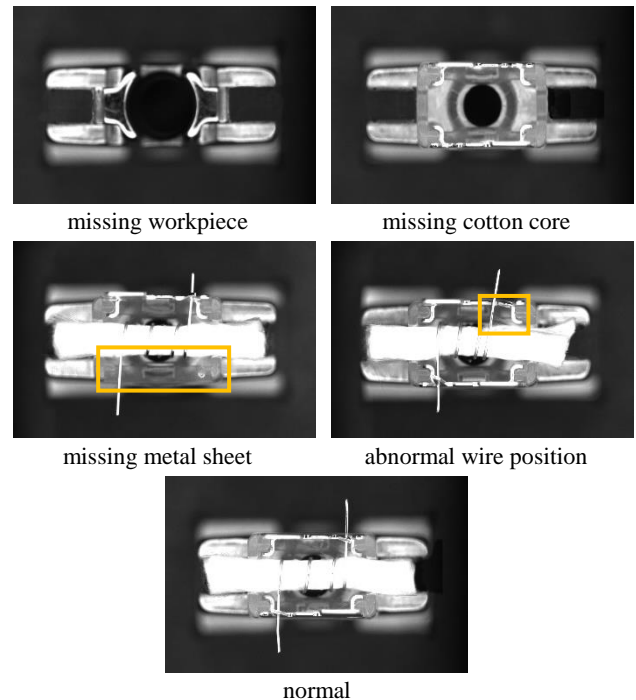 missing workpiece
missing cotton core
missing metal sheet
abnormal wire position
normal